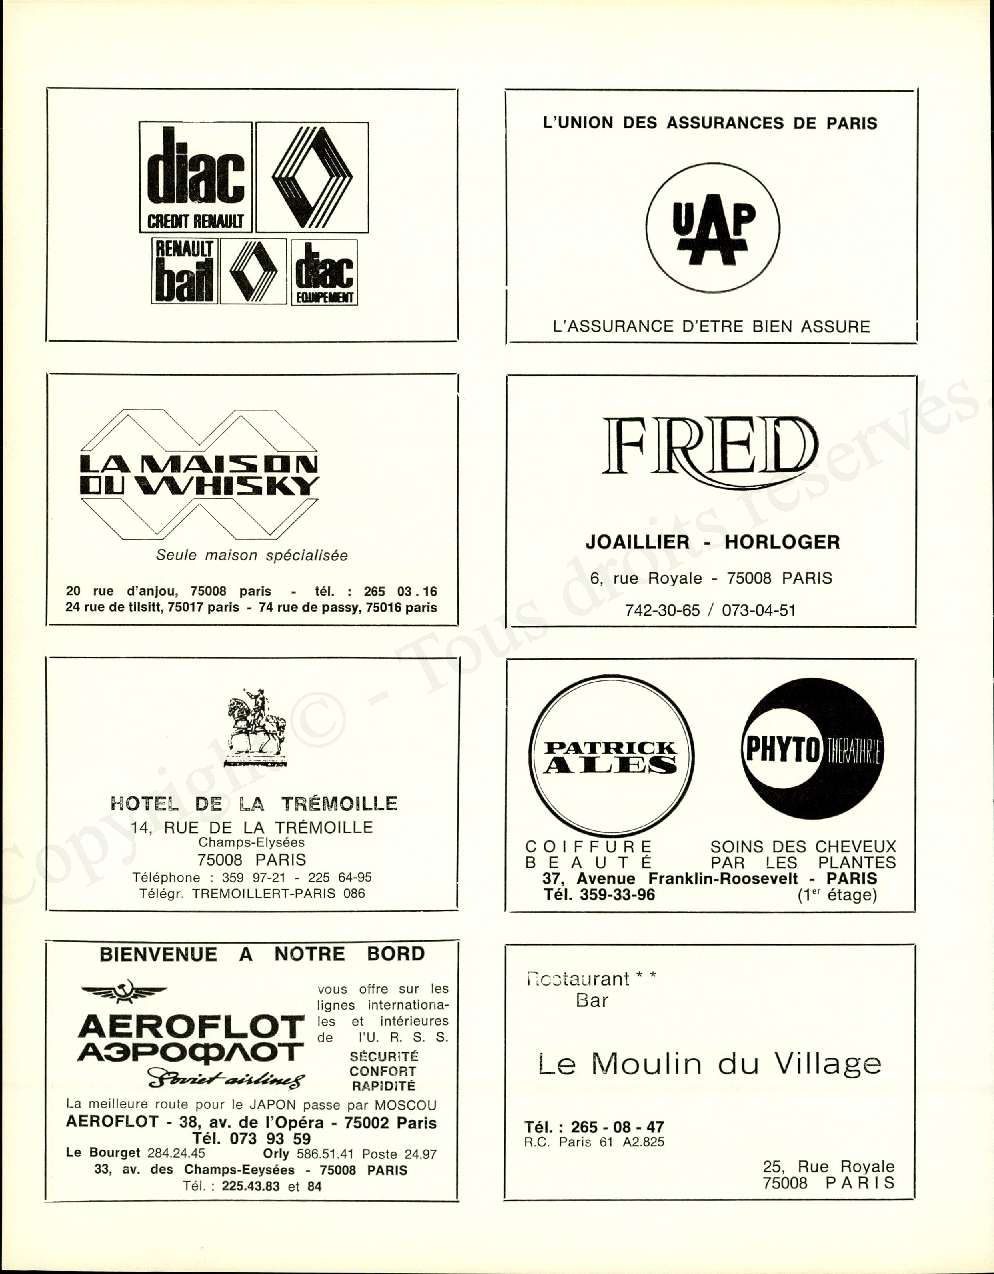 diac
CREDIT RENAULT
RENAULT
bail
diac
EQUIPEMENT
L'UNION DES ASSURANCES DE PARIS
UAP
L'ASSURANCE D'ETRE BIEN ASSURE
LA MAISON
DU WHISKY
Seule maison spécialisée
20 rue d'anjou, 75008 paris - tél. : 265 03.16
24 rue de tilsitt, 75017 paris - 74 rue de passy, 75016 paris
FRED
JOAILLIER - HORLOGER
6, rue Royale - 75008 PARIS
742-30-65 / 073-04-51
HOTEL DE LA TRÉMOILLE
14, RUE DE LA TRÉMOILLE
Champs-Elysées
75008 PARIS
Téléphone : 359 97-21 - 225 64-95
Télégr. TREMOILLERT-PARIS 086
PATRICK
ALES
PHYTO THERATHRIE
COIFFURE
BEAUTÉ
SOINS DES CHEVEUX
PAR LES PLANTES
37, Avenue Franklin-Roosevelt - PARIS
Tél. 359-33-96 (1er étage)
BIENVENUE A NOTRE BORD
AEROFLOT
АЭРОФЛОТ
Soviet airlines
vous offre sur les
lignes internationa-
les et intérieures
de l'U. R. S. S.
SÉCURITÉ
CONFORT
RAPIDITÉ
La meilleure route pour le JAPON passe par MOSCOU
AEROFLOT - 38, av. de l'Opéra - 75002 Paris
Tél. 073 93 59
Le Bourget 284.24.45 Orly 586.51.41 Poste 24.97
33, av. des Champs-Eeysées - 75008 PARIS
Tél. : 225.43.83 et 84
Restaurant * *
Bar
Le Moulin du Village
Tél. : 265 - 08 - 47
R.C. Paris 61 A2.825
25, Rue Royale
75008 PARIS
Copyright © - Tous droits réservés.